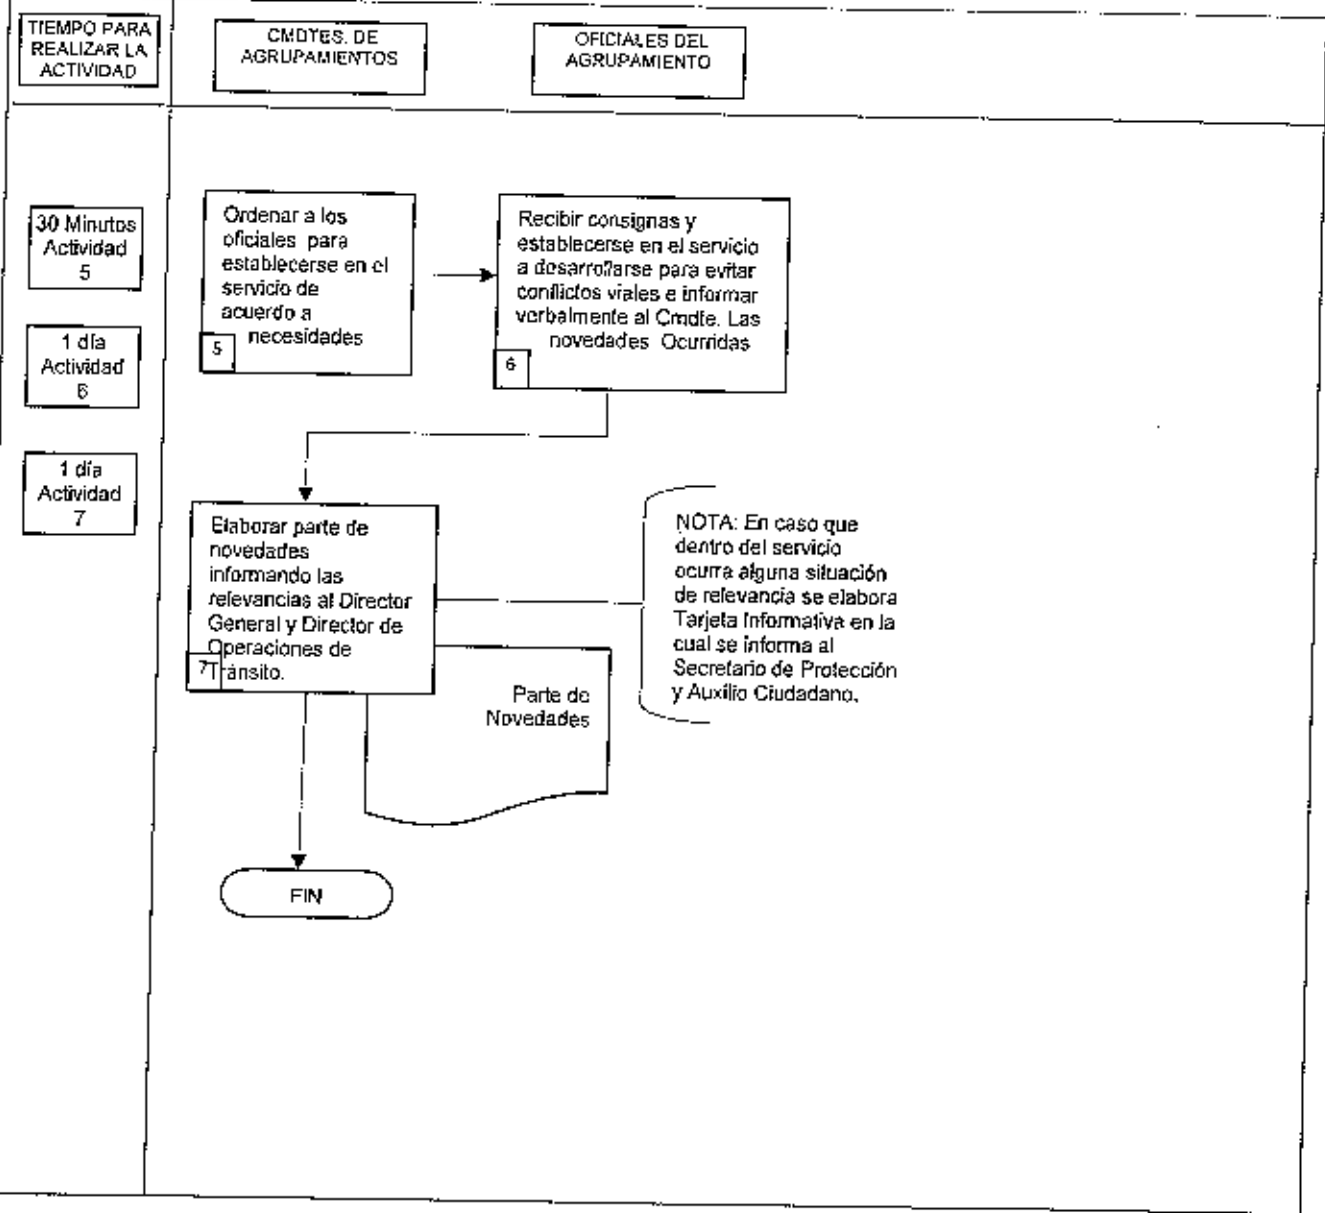 TIEMPO PARA
REALIZAR LA
ACTIVIDAD
CMDTES. DE
AGRUPAMIENTOS
OFICIALES DEL
AGRUPAMIENTO
30 Minutos
Actividad
5
1 día
Actividad
6
1 día
Actividad
7
Ordenar a los
oficiales para
establecerse en el
servicio de
acuerdo a
necesidades
5
Recibir consignas y
establecerse en el servicio
a desarrollarse para evitar
conflictos viales e informar
verbalmente al Cmdte. Las
novedades Ocurridas
6
Elaborar parte de
novedades
informando las
relevancias al Director
General y Director de
Operaciones de
Tránsito.
7
Parte de
Novedades
NOTA: En caso que
dentro del servicio
ocurra alguna situación
de relevancia se elabora
Tarjeta Informativa en la
cual se informa al
Secretario de Protección
y Auxilio Ciudadano.
FIN